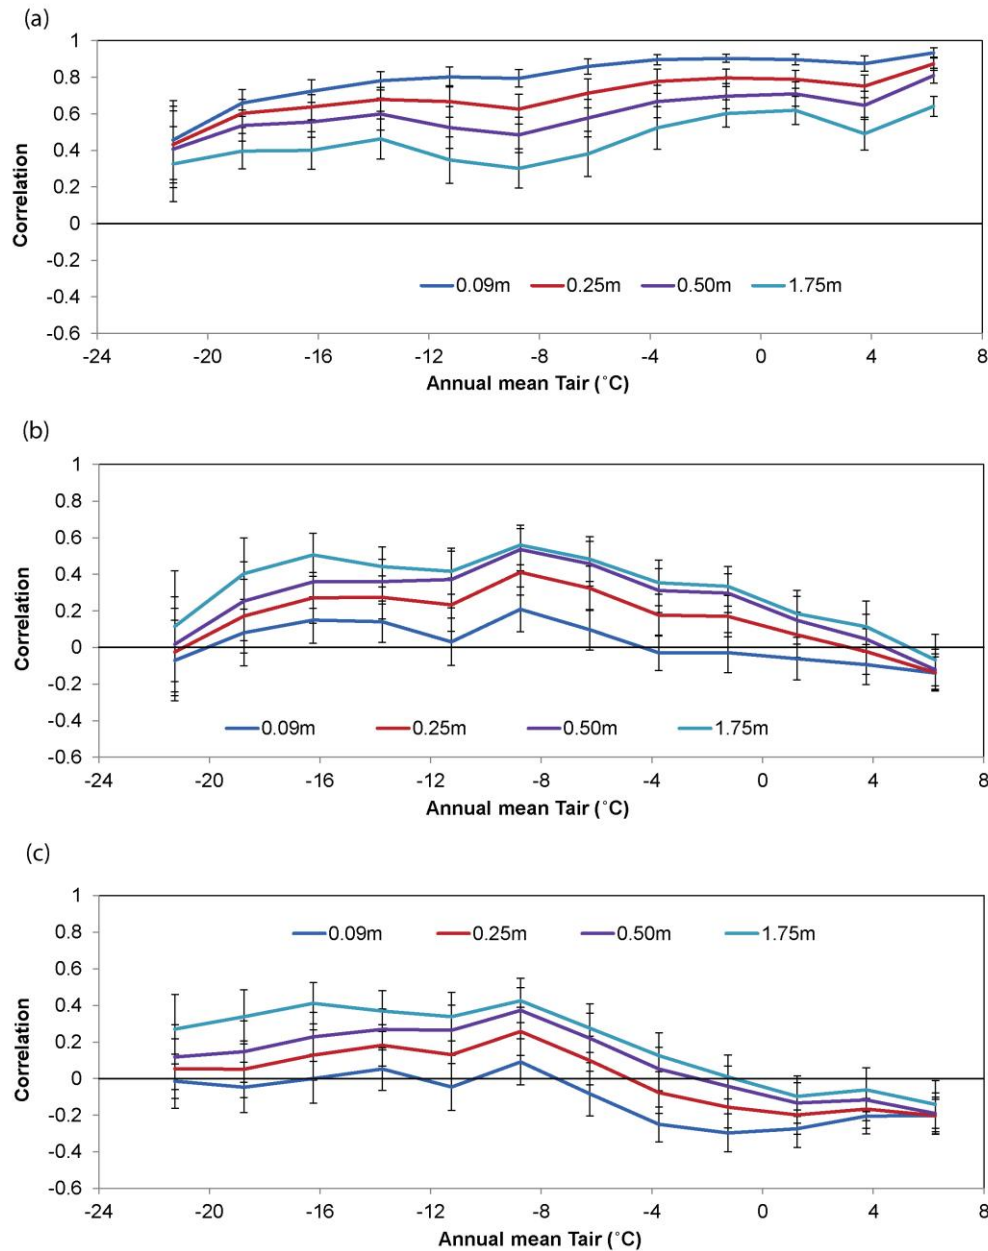 (a)
1
0.8
0.6
0.4
0.2
0
-0.2
-0.4
-0.6
Correlation
0.09m 0.25m 0.50m 1.75m
-24 -20 -16 -12 -8 -4 0 4 8
Annual mean Tair (˚C)
(b)
1
0.8
0.6
0.4
0.2
0
-0.2
-0.4
-0.6
Correlation
0.09m 0.25m 0.50m 1.75m
-24 -20 -16 -12 -8 -4 0 4 8
Annual mean Tair (˚C)
(c)
1
0.8
0.6
0.4
0.2
0
-0.2
-0.4
-0.6
Correlation
0.09m 0.25m 0.50m 1.75m
-24 -20 -16 -12 -8 -4 0 4 8
Annual mean Tair (˚C)